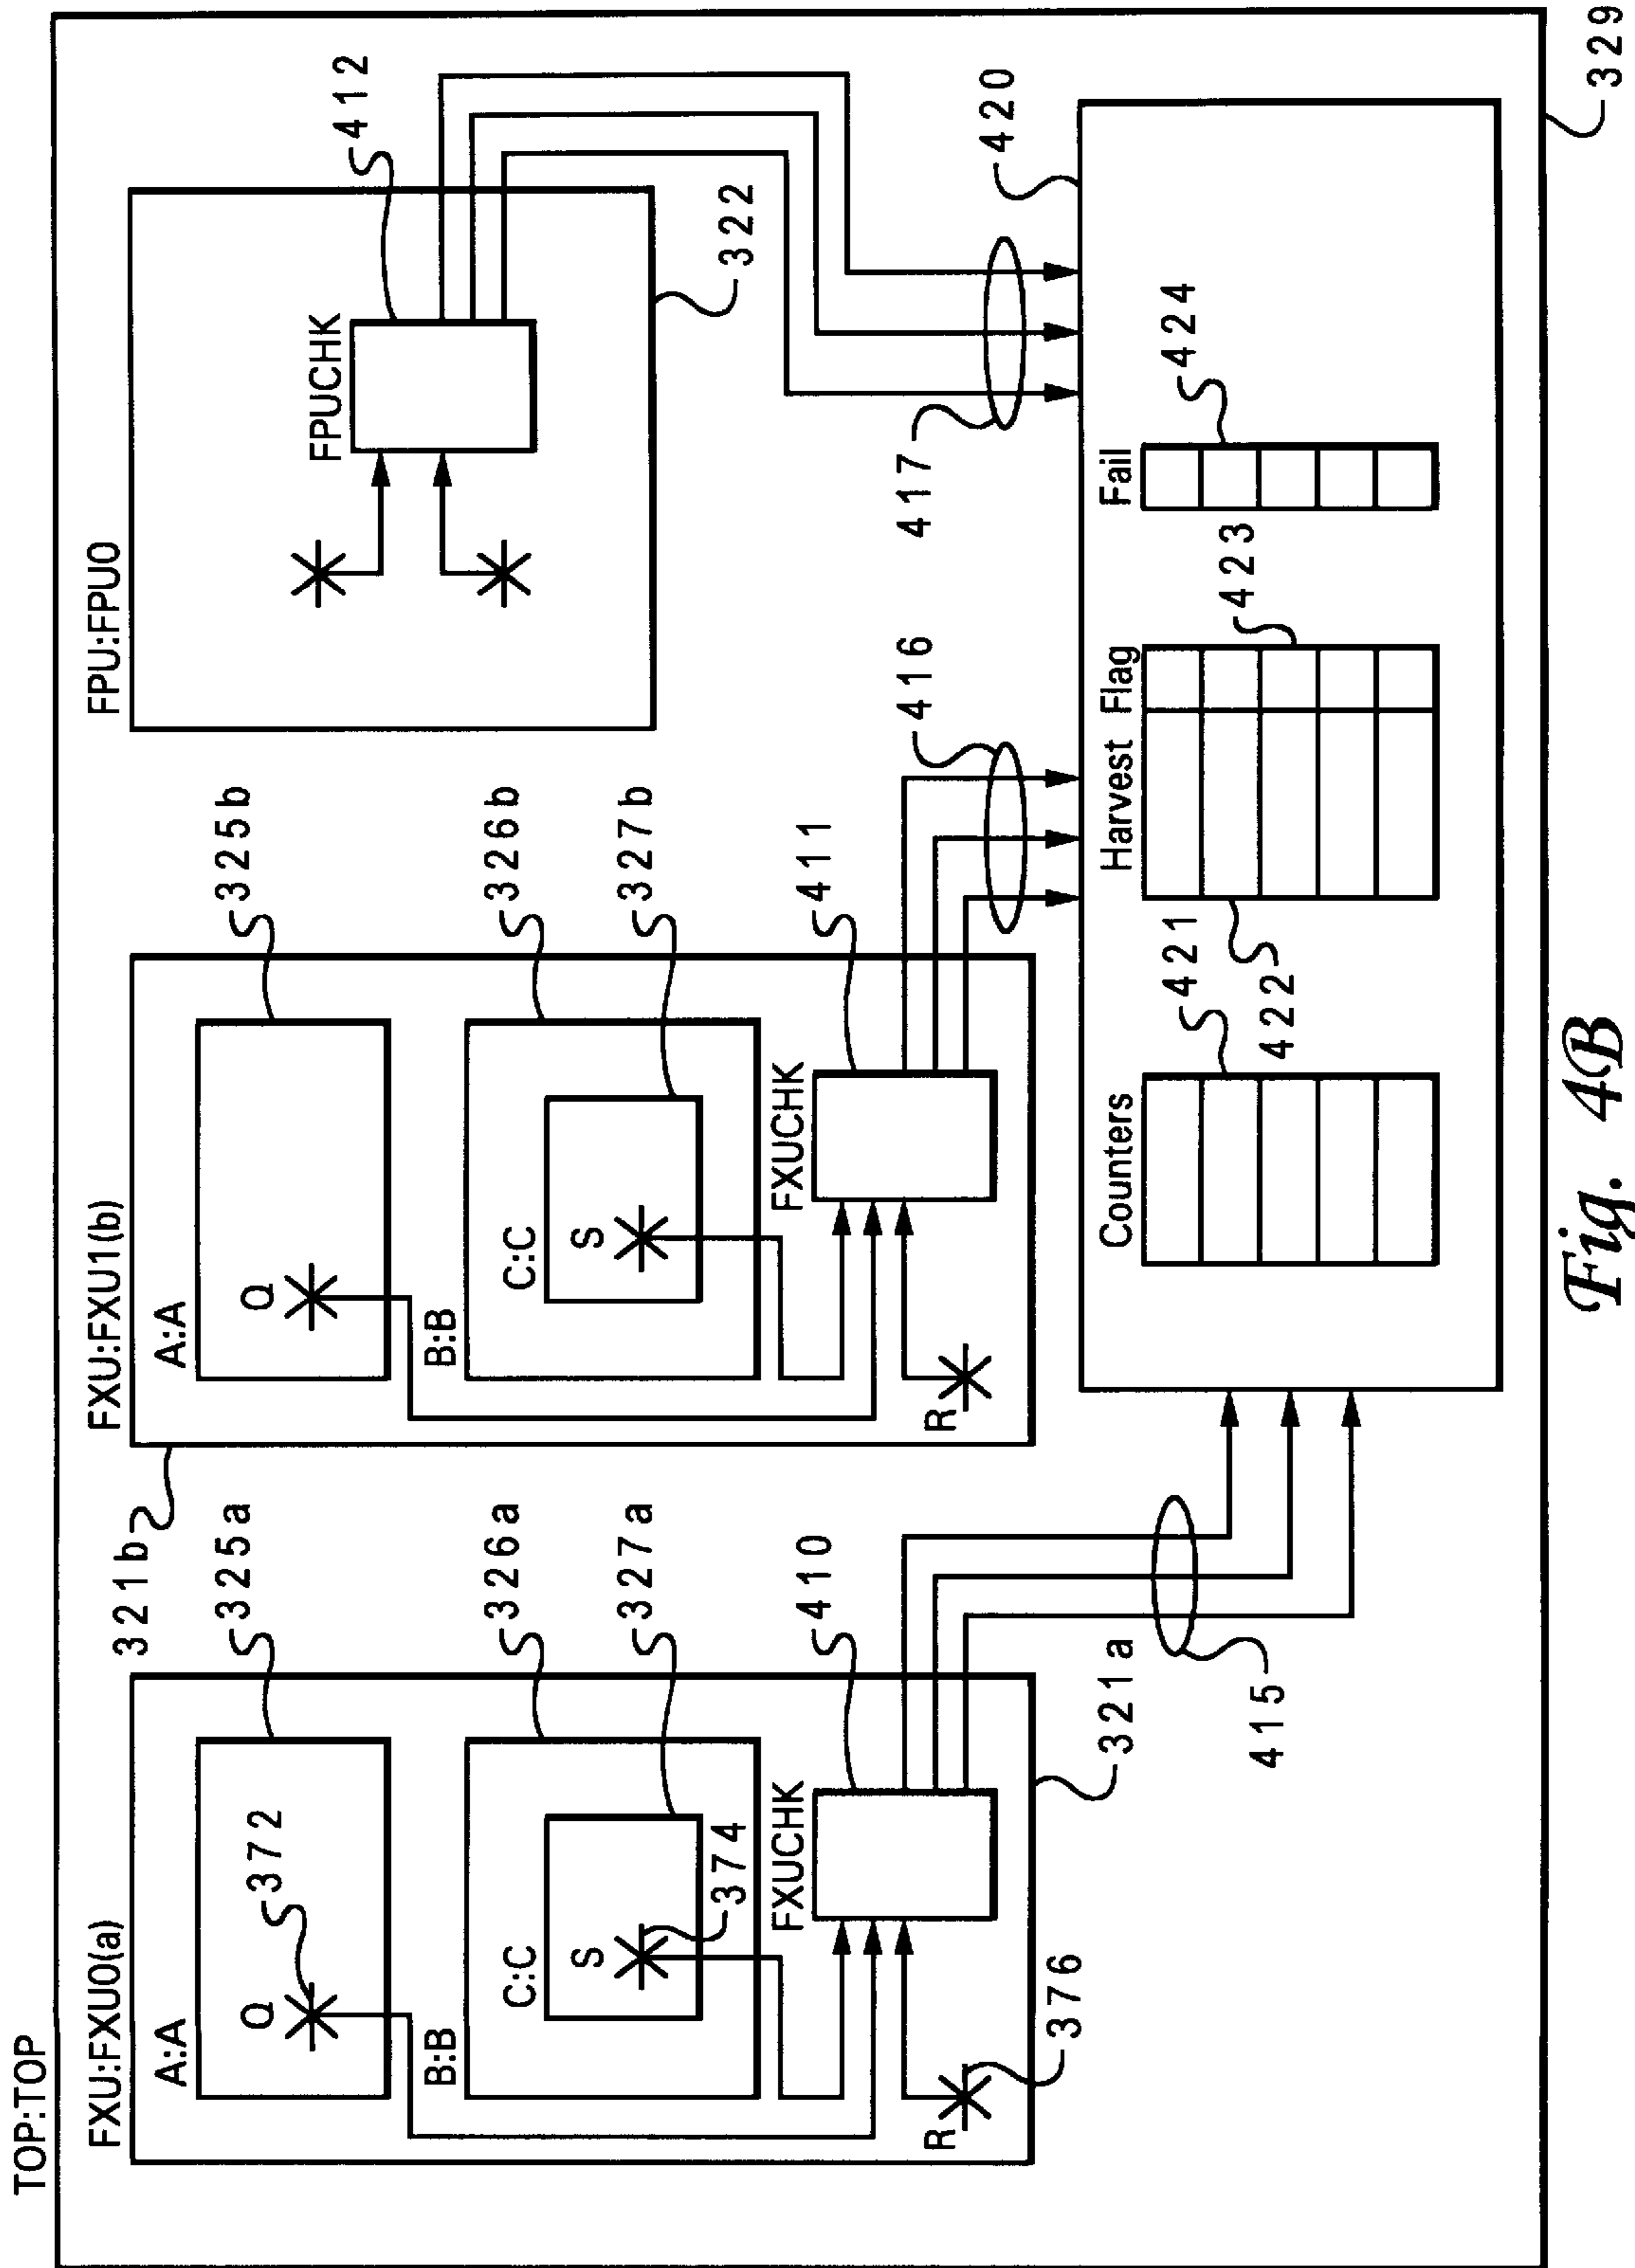 TOP:TOP
FXU:FXU0(a)
A:A
Q
372
325a
B:B
326a
C:C
S
327a
374
FXUCHK
410
R
376
321a
415
321b
FXU:FXU1(b)
A:A
Q
325b
B:B
326b
C:C
S
327b
FXUCHK
411
R
416
FPU:FPU0
FPUCHK
412
322
417
420
Counters
421
422
Harvest Flag
423
Fail
424
329
Fig. 4B